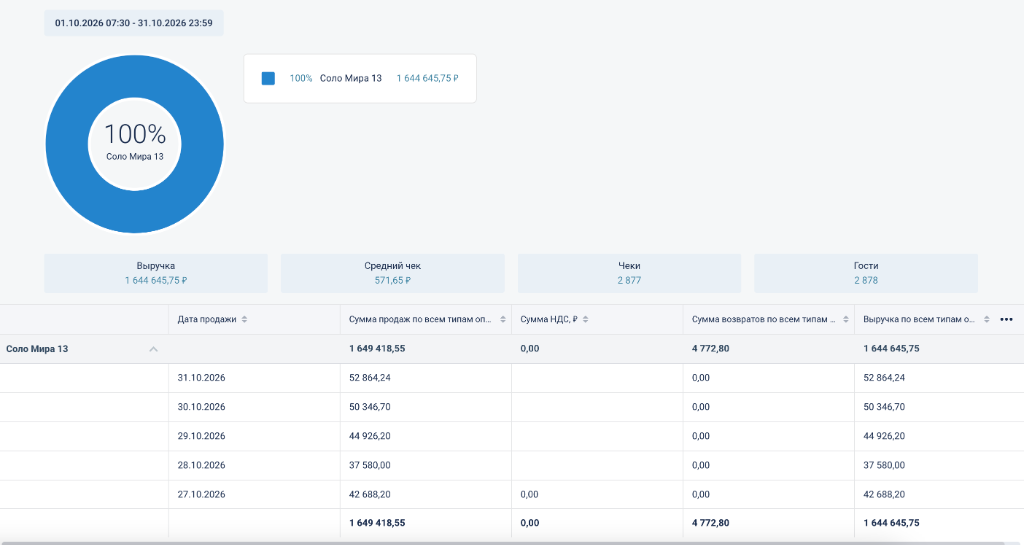 01.10.2026 07:30 - 31.10.2026 23:59
100% Соло Мира 13 1 644 645,75 ₽
100%
Соло Мира 13
Выручка Средний чек Чеки Гости
1 644 645,75 ₽ 571,65 ₽ 2 877 2 878
Дата продажи Сумма продаж по всем типам оп... Сумма НДС, ₽ Сумма возвратов по всем типам ... Выручка по всем типам о...
Соло Мира 13 1 649 418,55 0,00 4 772,80 1 644 645,75
31.10.2026 52 864,24 0,00 52 864,24
30.10.2026 50 346,70 0,00 50 346,70
29.10.2026 44 926,20 0,00 44 926,20
28.10.2026 37 580,00 0,00 37 580,00
27.10.2026 42 688,20 0,00 0,00 42 688,20
1 649 418,55 0,00 4 772,80 1 644 645,75